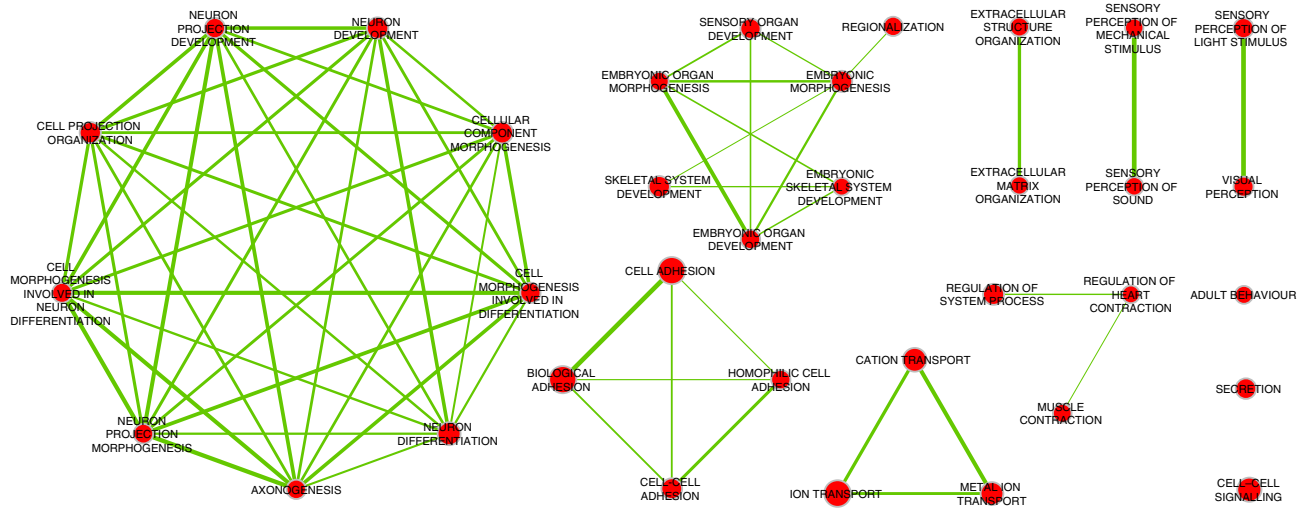 NEURON
PROJECTION
DEVELOPMENT
NEURON
DEVELOPMENT
CELL PROJECTION
ORGANIZATION
CELLULAR
COMPONENT
MORPHOGENESIS
CELL
MORPHOGENESIS
INVOLVED IN
NEURON
DIFFERENTIATION
CELL
MORPHOGENESIS
INVOLVED IN
DIFFERENTIATION
NEURON
PROJECTION
MORPHOGENESIS
NEURON
DIFFERENTIATION
AXONOGENESIS
SENSORY ORGAN
DEVELOPMENT
REGIONALIZATION
EMBRYONIC ORGAN
MORPHOGENESIS
EMBRYONIC
MORPHOGENESIS
SKELETAL SYSTEM
DEVELOPMENT
EMBRYONIC
SKELETAL SYSTEM
DEVELOPMENT
EMBRYONIC ORGAN
DEVELOPMENT
EXTRACELLULAR
STRUCTURE
ORGANIZATION
SENSORY
PERCEPTION OF
MECHANICAL
STIMULUS
SENSORY
PERCEPTION OF
LIGHT STIMULUS
EXTRACELLULAR
MATRIX
ORGANIZATION
SENSORY
PERCEPTION OF
SOUND
VISUAL
PERCEPTION
CELL ADHESION
BIOLOGICAL
ADHESION
HOMOPHILIC CELL
ADHESION
CELL-CELL
ADHESION
REGULATION OF
SYSTEM PROCESS
REGULATION OF
HEART
CONTRACTION
MUSCLE
CONTRACTION
CATION TRANSPORT
ION TRANSPORT
METAL ION
TRANSPORT
ADULT BEHAVIOUR
SECRETION
CELL-CELL
SIGNALLING